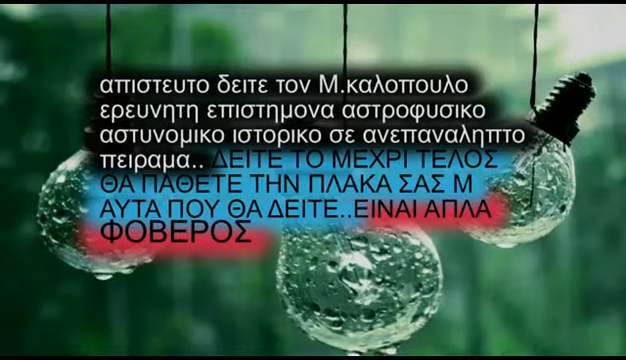 απιστευτο δειτε τον Μ.καλοπουλο
ερευνητη επιστημονα αστροφυσικο
αστυνομικο ιστορικο σε ανεπαναληπτο
πειραμα.. ΔΕΙΤΕ ΤΟ ΜΕΧΡΙ ΤΕΛΟΣ
ΘΑ ΠΑΘΕΤΕ ΤΗΝ ΠΛΑΚΑ ΣΑΣ Μ
ΑΥΤΑ ΠΟΥ ΘΑ ΔΕΙΤΕ..ΕΙΝΑΙ ΑΠΛΑ
ΦΟΒΕΡΟΣ